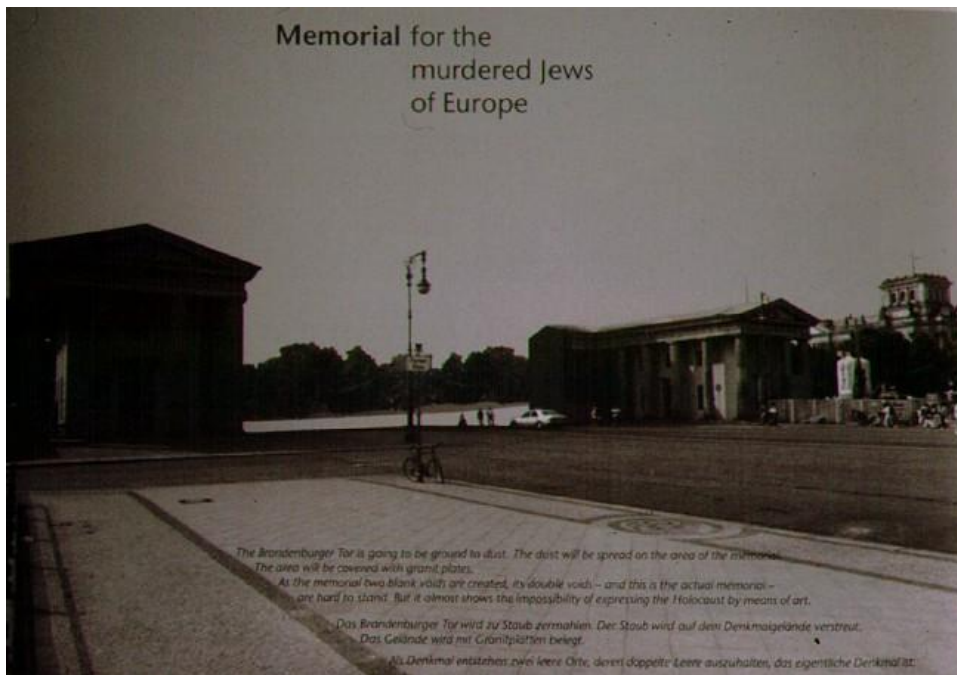 Memorial for the
murdered Jews
of Europe
The Brandenburger Tor is going to be ground to dust. The dust will be spread on the area of the memorial.
The area will be covered with granit plates.
At the memorial two blank voids are created, its double voids – and this is the actual memorial –
are hard to stand. But it almost shows the impossibility of expressing the Holocaust by means of art.
Das Brandenburger Tor wird zu Staub zermahlen. Der Staub wird auf dem Denkmalgelände verstreut.
Das Gelände wird mit Granitplatten belegt.
Als Denkmal entstehen zwei leere Orte, deren doppelte Leere auszuhalten, das eigentliche Denkmal ist.